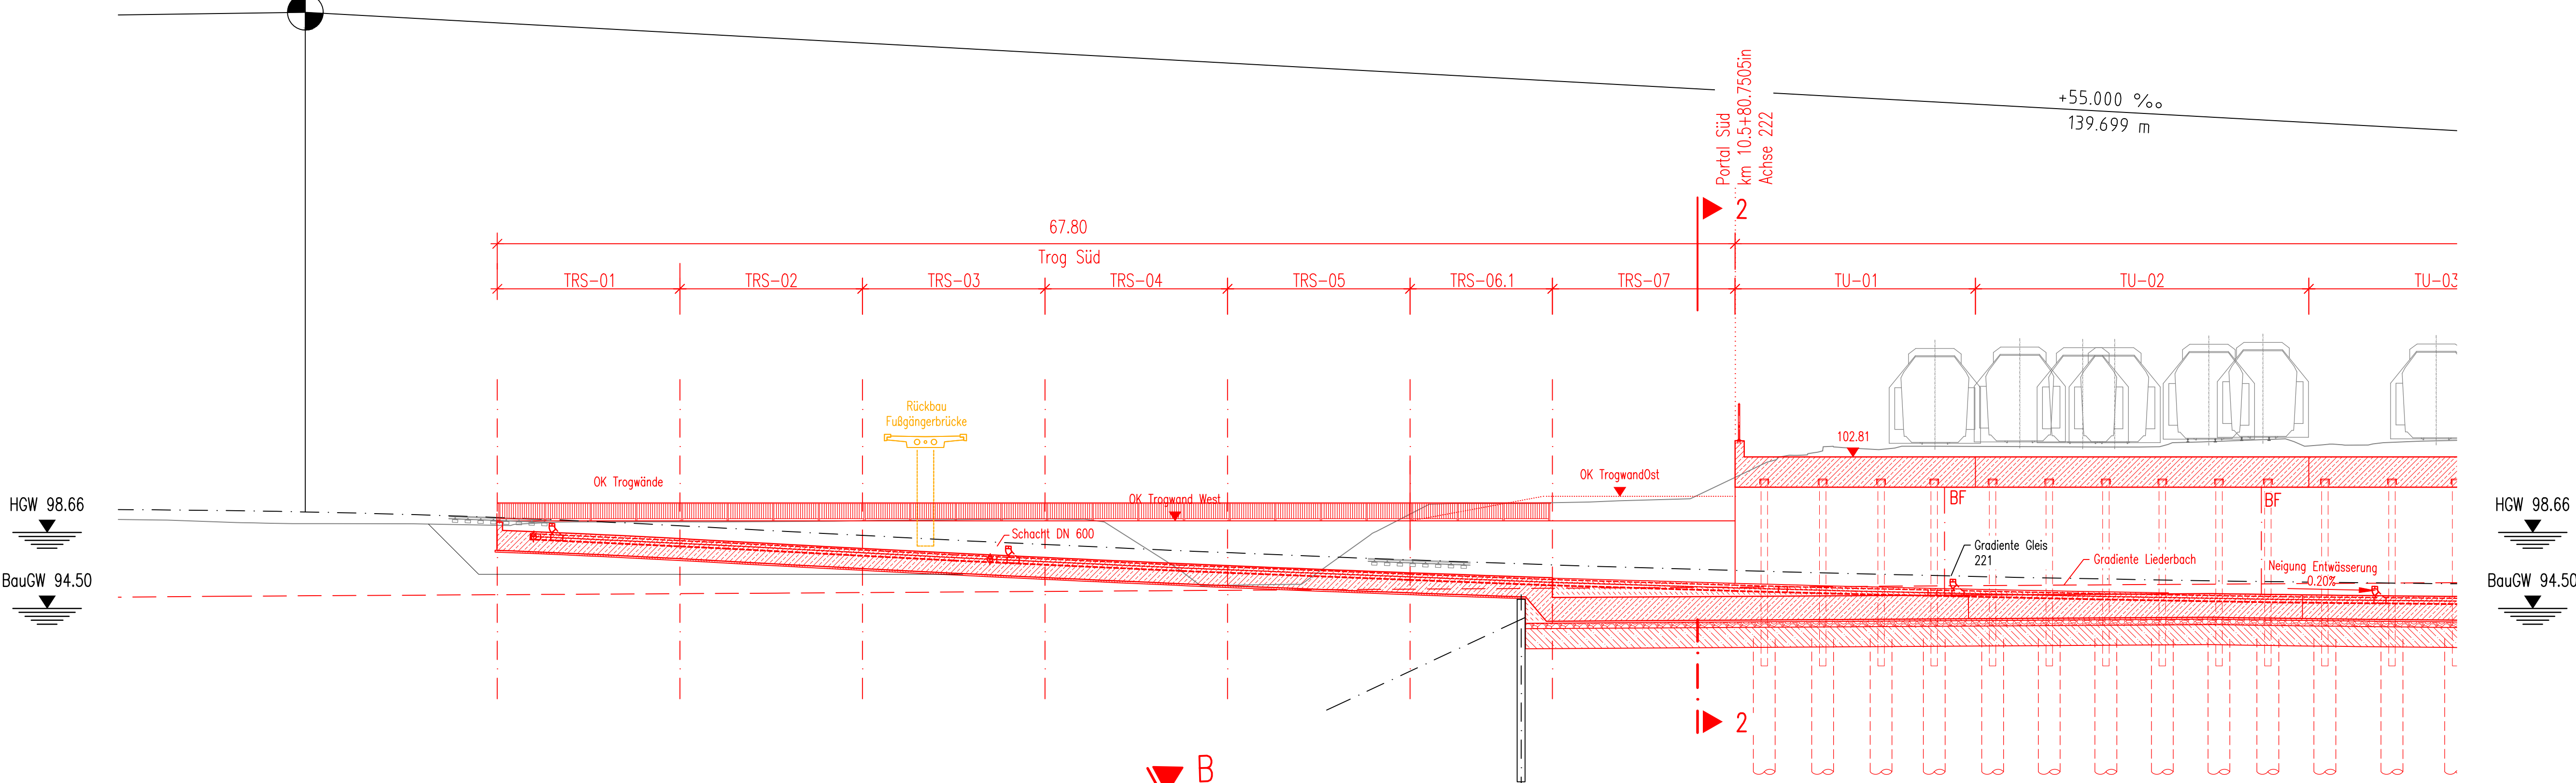 +55.000 ‰
139.699 m
Portal Süd
km 10.5+80.7505in
Achse 222
2
67.80
Trog Süd
TRS-01
TRS-02
TRS-03
TRS-04
TRS-05
TRS-06.1
TRS-07
TU-01
TU-02
TU-03
Rückbau
Fußgängerbrücke
102.81
OK Trogwände
OK Trogwand West
OK TrogwandOst
HGW 98.66
BF
BF
HGW 98.66
Schacht DN 600
Gradiente Gleis
221
Gradiente Liederbach
Neigung Entwässerung
0.20%
BauGW 94.50
BauGW 94.50
2
B